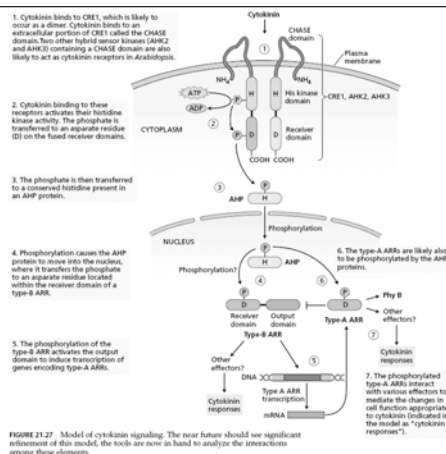 1. Cytokinin binds to CRE1, which is likely to
occur as a dimer. Cytokinin binds to an
extracellular portion of CRE1 called the CHASE
domain. Two other hybrid sensor kinases (AHK2
and AHK3) containing a CHASE domain are also
likely to act as cytokinin receptors in Arabidopsis.
Cytokinin
CHASE
domain
1
Plasma
membrane
NH4
NH4
2. Cytokinin binding to these
receptors activates their histidine
kinase activity. The phosphate is
transferred to an asparate residue
(D) on the fused receiver domains.
ATP
ADP
P
H
H
His kinase
domain
CRE1, AHK2, AHK3
2
CYTOPLASM
P
D
D
Receiver
domain
COOH
COOH
3. The phosphate is then transferred
to a conserved histidine present in
an AHP protein.
3
P
AHP
H
Phosphorylation
NUCLEUS
P
H
AHP
4. Phosphorylation causes the AHP
protein to move into the nucleus,
where it transfers the phosphate
to an asparate residue located
within the receiver domain of a
type-B ARR.
Phosphorylation?
4
6
6. The type-A ARRs are likely also
to be phosphorylated by the AHP
proteins.
P
D
Receiver
domain
Output
domain
Type-B ARR
P
D
Type-A ARR
Phy B
Other
effectors?
7
Cytokinin
responses
5. The phosphorylation of the
type-B ARR activates the output
domain to induce transcription of
genes encoding type-A ARRs.
Other
effectors?
Cytokinin
responses
5
DNA
Type A ARR
transcription
mRNA
7. The phosphorylated
type-A ARRs interact
with various effectors to
mediate the changes in
cell function appropriate
to cytokinin (indicated in
the model as "cytokinin
responses").
FIGURE 21.27 Model of cytokinin signaling. The near future should see significant
refinement of this model, the tools are now in hand to analyze the interactions
among these elements.